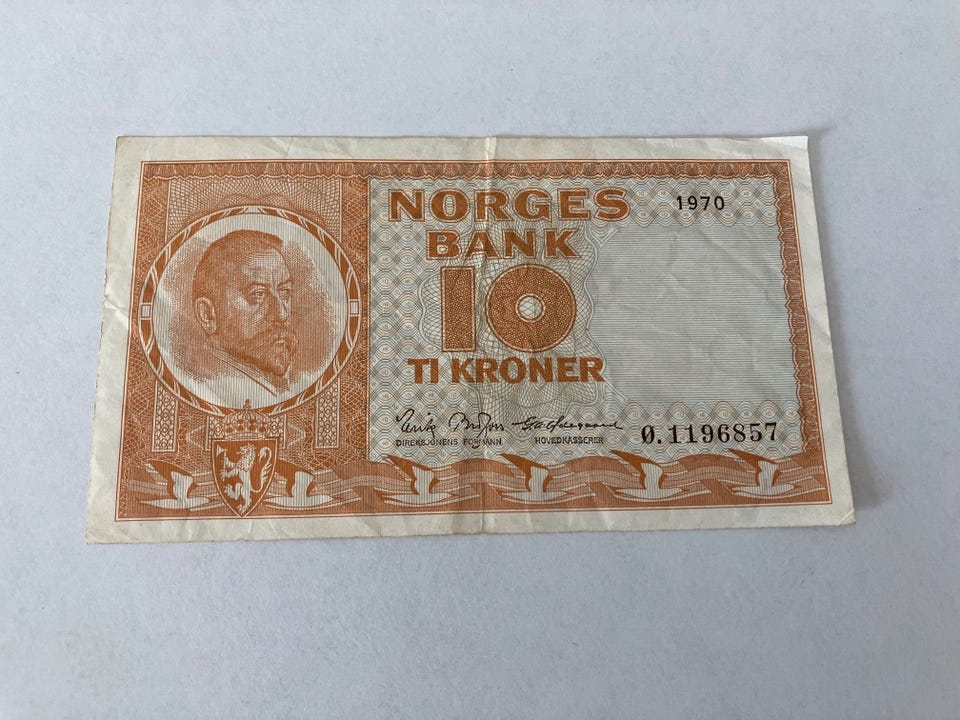 NORGES
BANK
1970
10
TI KRONER
DIREKSJONENS FORMANN
HOVEDKASSERER
Ø.1196857